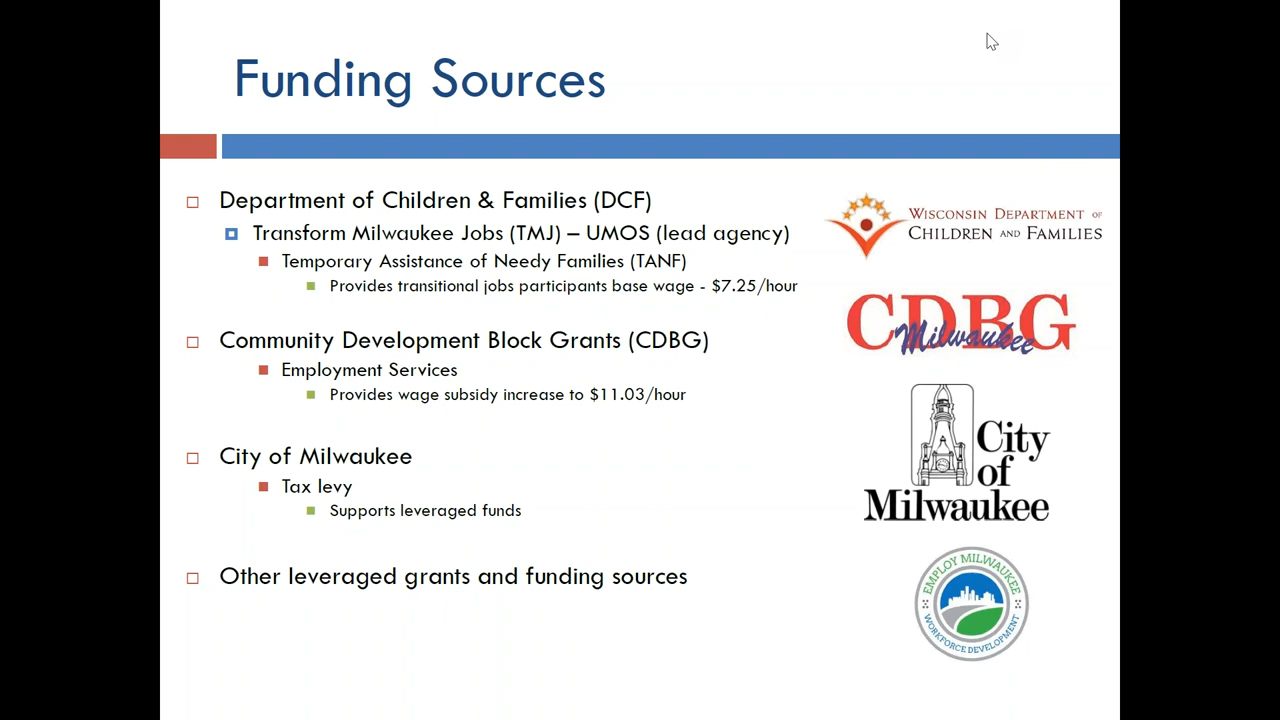 Funding Sources
Department of Children & Families (DCF)
Transform Milwaukee Jobs (TMJ) – UMOS (lead agency)
Temporary Assistance of Needy Families (TANF)
Provides transitional jobs participants base wage - $7.25/hour
Community Development Block Grants (CDBG)
Employment Services
Provides wage subsidy increase to $11.03/hour
City of Milwaukee
Tax levy
Supports leveraged funds
Other leveraged grants and funding sources
WISCONSIN DEPARTMENT OF
CHILDREN AND FAMILIES
CDBG
Milwaukee
City
of
Milwaukee
EMPLOY MILWAUKEE
WORKFORCE DEVELOPMENT